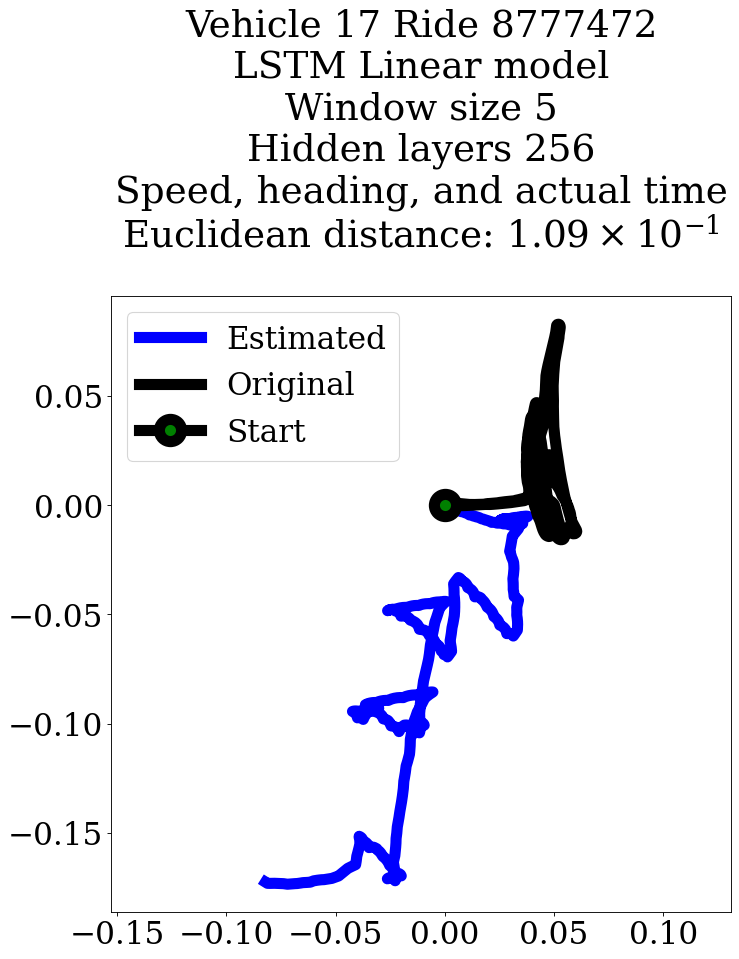 Vehicle 17 Ride 8777472
LSTM Linear model
Window size 5
Hidden layers 256
Speed, heading, and actual time
Euclidean distance: 1.09 × 10⁻¹
Estimated
Original
Start
0.05
0.00
−0.05
−0.10
−0.15
−0.15 −0.10 −0.05 0.00 0.05 0.10